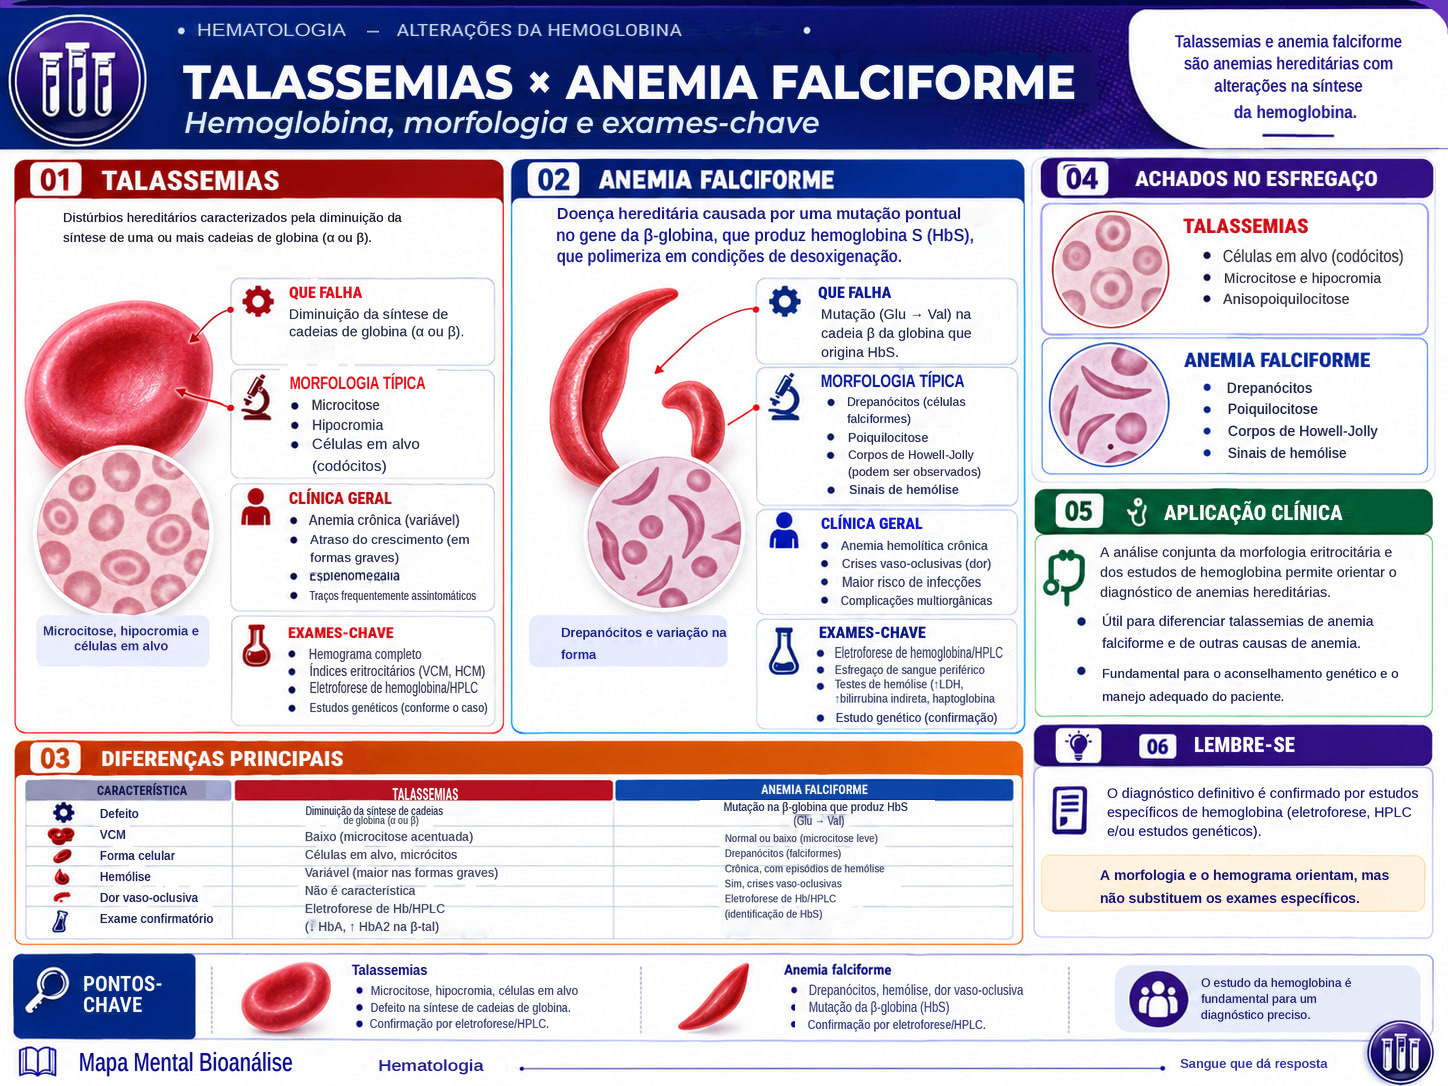 • HEMATOLOGIA — ALTERAÇÕES DA HEMOGLOBINA •
TALASSEMIAS × ANEMIA FALCIFORME
Hemoglobina, morfologia e exames-chave
Talassemias e anemia falciforme
são anemias hereditárias com
alterações na síntese
da hemoglobina.
01 TALASSEMIAS
Distúrbios hereditários caracterizados pela diminuição da
síntese de uma ou mais cadeias de globina (α ou β).
QUE FALHA
Diminuição da síntese de
cadeias de globina (α ou β).
MORFOLOGIA TÍPICA
• Microcitose
• Hipocromia
• Células em alvo
(codócitos)
CLÍNICA GERAL
• Anemia crônica (variável)
• Atraso do crescimento (em
formas graves)
• Esplenomegalia
• Traços frequentemente assintomáticos
EXAMES-CHAVE
• Hemograma completo
• Índices eritrocitários (VCM, HCM)
• Eletroforese de hemoglobina/HPLC
• Estudos genéticos (conforme o caso)
Microcitose, hipocromia e
células em alvo
02 ANEMIA FALCIFORME
Doença hereditária causada por uma mutação pontual
no gene da β-globina, que produz hemoglobina S (HbS),
que polimeriza em condições de desoxigenação.
QUE FALHA
Mutação (Glu → Val) na
cadeia β da globina que
origina HbS.
MORFOLOGIA TÍPICA
• Drepanócitos (células
falciformes)
• Poiquilocitose
• Corpos de Howell-Jolly
(podem ser observados)
• Sinais de hemólise
CLÍNICA GERAL
• Anemia hemolítica crônica
• Crises vaso-oclusivas (dor)
• Maior risco de infecções
• Complicações multiorgânicas
EXAMES-CHAVE
• Eletroforese de hemoglobina/HPLC
• Esfregaço de sangue periférico
• Testes de hemólise (↑LDH,
↑bilirrubina indireta, haptoglobina
• Estudo genético (confirmação)
Drepanócitos e variação na
forma
04 ACHADOS NO ESFREGAÇO
TALASSEMIAS
• Células em alvo (codócitos)
• Microcitose e hipocromia
• Anisopoiquilocitose
ANEMIA FALCIFORME
• Drepanócitos
• Poiquilocitose
• Corpos de Howell-Jolly
• Sinais de hemólise
05 APLICAÇÃO CLÍNICA
A análise conjunta da morfologia eritrocitária e
dos estudos de hemoglobina permite orientar o
diagnóstico de anemias hereditárias.
• Útil para diferenciar talassemias de anemia
falciforme e de outras causas de anemia.
• Fundamental para o aconselhamento genético e o
manejo adequado do paciente.
06 LEMBRE-SE
O diagnóstico definitivo é confirmado por estudos
específicos de hemoglobina (eletroforese, HPLC
e/ou estudos genéticos).
A morfologia e o hemograma orientam, mas
não substituem os exames específicos.
03 DIFERENÇAS PRINCIPAIS
CARACTERÍSTICA
Defeito
VCM
Forma celular
Hemólise
Dor vaso-oclusiva
Exame confirmatório
TALASSEMIAS
Diminuição da síntese de cadeias
de globina (α ou β)
Baixo (microcitose acentuada)
Células em alvo, micrócitos
Variável (maior nas formas graves)
Não é característica
Eletroforese de Hb/HPLC
(↕ HbA, ↑ HbA2 na β-tal)
ANEMIA FALCIFORME
Mutação na β-globina que produz HbS
(Glu → Val)
Normal ou baixo (microcitose leve)
Drepanócitos (falciformes)
Crônica, com episódios de hemólise
Sim, crises vaso-oclusivas
Eletroforese de Hb/HPLC
(identificação de HbS)
PONTOS-
CHAVE
Talassemias
• Microcitose, hipocromia, células em alvo
• Defeito na síntese de cadeias de globina.
• Confirmação por eletroforese/HPLC.
Anemia falciforme
• Drepanócitos, hemólise, dor vaso-oclusiva
• Mutação da β-globina (HbS)
• Confirmação por eletroforese/HPLC.
O estudo da hemoglobina é
fundamental para um
diagnóstico preciso.
Mapa Mental Bioanálise
Hematologia
Sangue que dá resposta